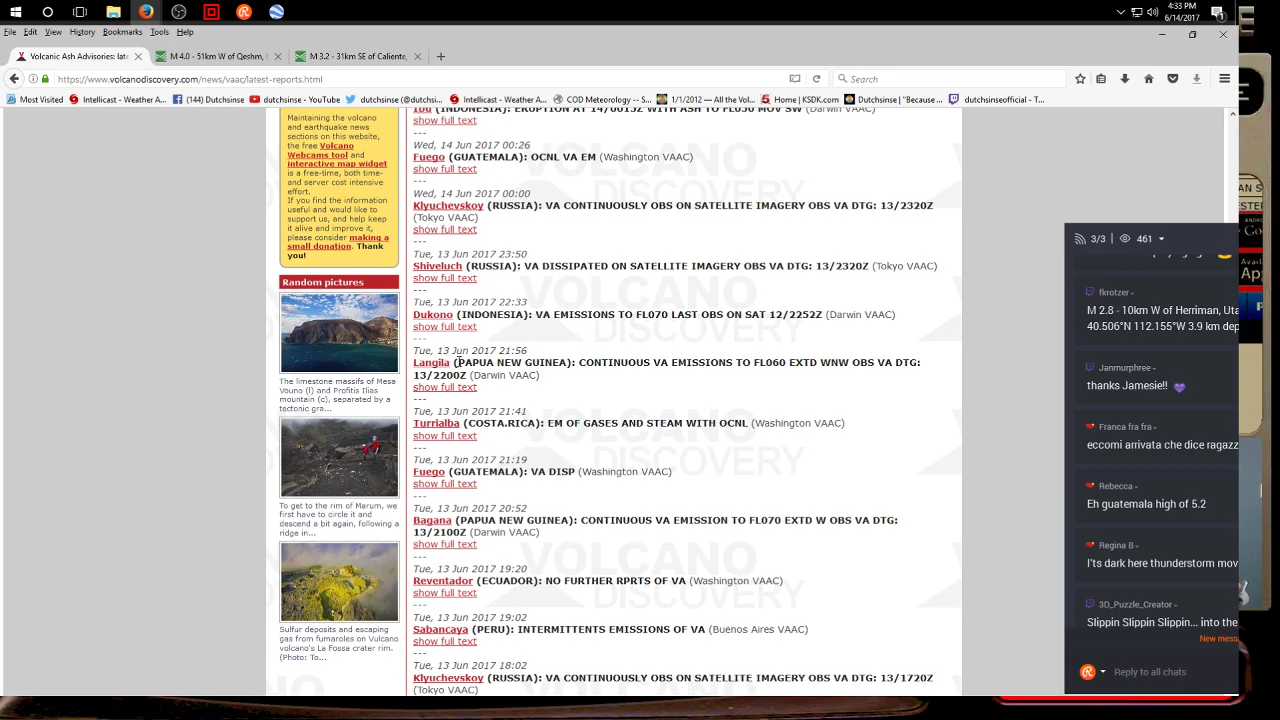 4:33 PM
6/14/2017
File Edit View History Bookmarks Tools Help
Volcanic Ash Advisories: late
M 4.0 - 51km W of Qeshm,
M 3.2 - 31km SE of Caliente,
https://www.volcanodiscovery.com/news/vaac/latest-reports.html
Search
Most Visited
Intellicast - Weather A...
(144) Dutchsinse
dutchsinse - YouTube
dutchsinse (@dutchsi...
Intellicast - Weather A...
COD Meteorology -- S...
1/1/2012 — All the Vol...
Home | KSDK.com
Dutchsinse | "Because ...
dutchsinseofficial - T...
Maintaining the volcano
and earthquake news
sections on this website,
the free Volcano
Webcams tool and
interactive map widget
is a free-time, both time-
and server cost intensive
effort.
If you find the information
useful and would like to
support us, and help keep
it alive and improve it,
please consider making a
small donation. Thank
you!
Random pictures
The limestone massifs of Mesa
Vouno (l) and Profitis Ilias
mountain (c), separated by a
tectonic gra...
To get to the rim of Marum, we
first have to circle it and
descend a bit again, following a
ridge in...
Sulfur deposits and escaping
gas from fumaroles on Vulcano
volcano's La Fossa crater rim.
(Photo: To...
Ibu (INDONESIA): ERUPTION AT 14/0015Z WITH ASH TO FL050 MOV SW (Darwin VAAC)
show full text
---
Wed, 14 Jun 2017 00:26
Fuego (GUATEMALA): OCNL VA EM (Washington VAAC)
show full text
---
Wed, 14 Jun 2017 00:00
Klyuchevskoy (RUSSIA): VA CONTINUOUSLY OBS ON SATELLITE IMAGERY OBS VA DTG: 13/2320Z
(Tokyo VAAC)
show full text
---
Tue, 13 Jun 2017 23:50
Shiveluch (RUSSIA): VA DISSIPATED ON SATELLITE IMAGERY OBS VA DTG: 13/2320Z (Tokyo VAAC)
show full text
---
Tue, 13 Jun 2017 22:33
Dukono (INDONESIA): VA EMISSIONS TO FL070 LAST OBS ON SAT 12/2252Z (Darwin VAAC)
show full text
---
Tue, 13 Jun 2017 21:56
Langila (PAPUA NEW GUINEA): CONTINUOUS VA EMISSIONS TO FL060 EXTD WNW OBS VA DTG:
13/2200Z (Darwin VAAC)
show full text
---
Tue, 13 Jun 2017 21:41
Turrialba (COSTA.RICA): EM OF GASES AND STEAM WITH OCNL (Washington VAAC)
show full text
---
Tue, 13 Jun 2017 21:19
Fuego (GUATEMALA): VA DISP (Washington VAAC)
show full text
---
Tue, 13 Jun 2017 20:52
Bagana (PAPUA NEW GUINEA): CONTINUOUS VA EMISSION TO FL070 EXTD W OBS VA DTG:
13/2100Z (Darwin VAAC)
show full text
---
Tue, 13 Jun 2017 19:20
Reventador (ECUADOR): NO FURTHER RPRTS OF VA (Washington VAAC)
show full text
---
Tue, 13 Jun 2017 19:02
Sabancaya (PERU): INTERMITTENTS EMISSIONS OF VA (Buenos Aires VAAC)
show full text
---
Tue, 13 Jun 2017 18:02
Klyuchevskoy (RUSSIA): VA CONTINUOUSLY OBS ON SATELLITE IMAGERY OBS VA DTG: 13/1720Z
(Tokyo VAAC)
VOLCANO
DISCOVERY
VOLCANO
DISCOVERY
VOLCANO
DISCOVERY
3/3 461
fkrotzer -
M 2.8 - 10km W of Herriman, Uta
40.506°N 112.155°W 3.9 km dep
Janmurphree -
thanks Jamesie!!
Franca fra fra -
eccomi arrivata che dice ragazz
Rebecca -
Eh guatemala high of 5.2
Regina B -
I'ts dark here thunderstorm mov
3D_Puzzle_Creator -
Slippin Slippin Slippin... into the
New mess
Reply to all chats